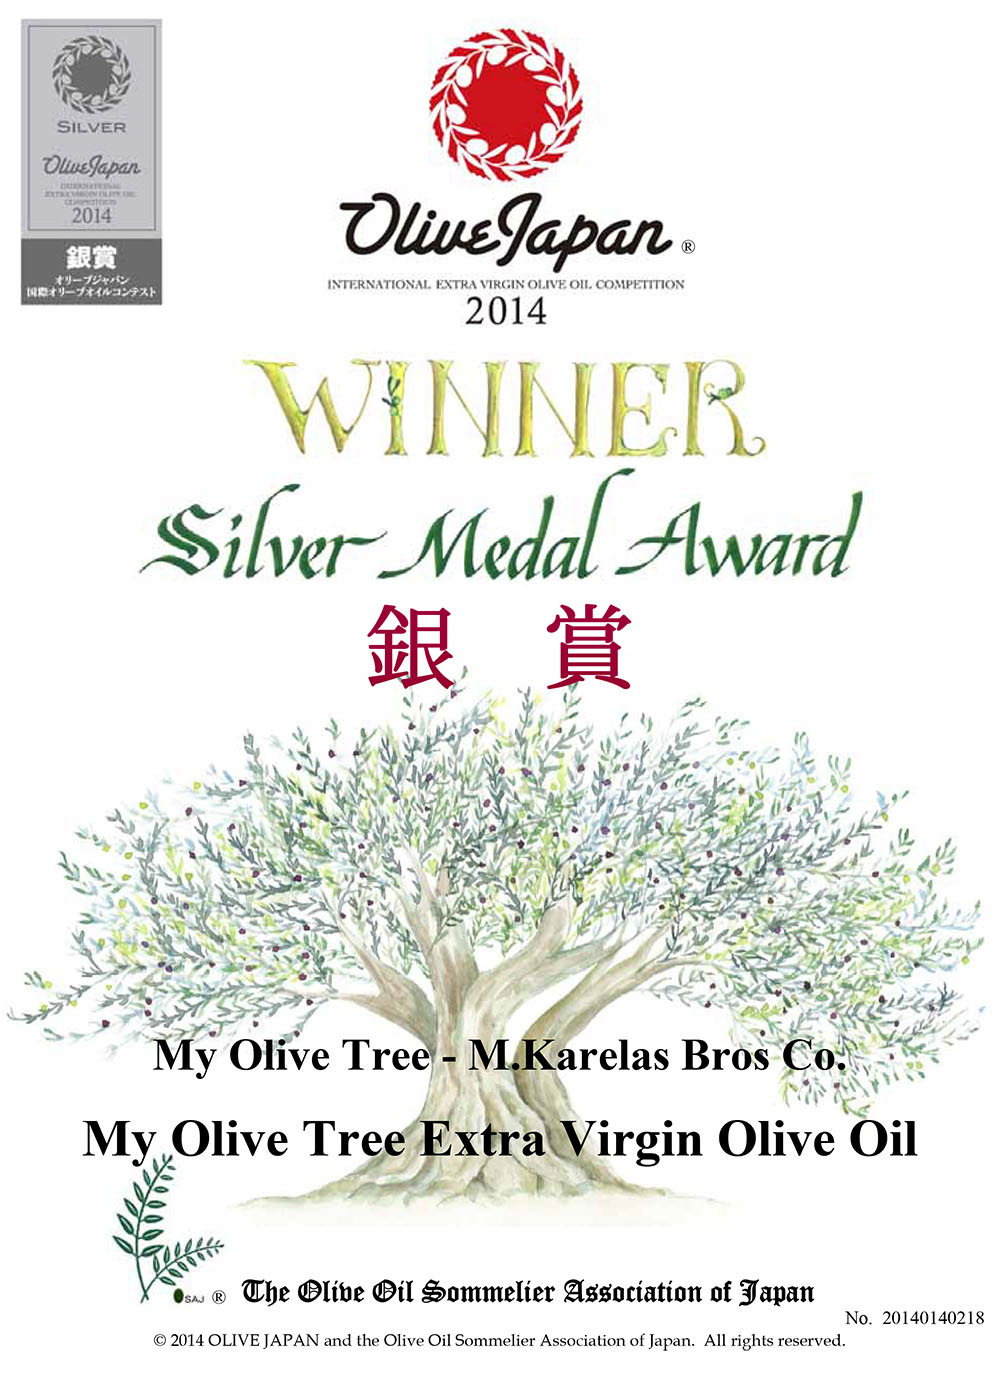 SILVER
OliveJapan
INTERNATIONAL
EXTRA VIRGIN OLIVE OIL
COMPETITION
2014
銀賞
オリーブジャパン
国際オリーブオイルコンテスト
OliveJapan ®
INTERNATIONAL EXTRA VIRGIN OLIVE OIL COMPETITION
2014
WINNER
Silver Medal Award
銀 賞
My Olive Tree - M.Karelas Bros Co.
My Olive Tree Extra Virgin Olive Oil
OSAJ ® The Olive Oil Sommelier Association of Japan
No. 20140140218
© 2014 OLIVE JAPAN and the Olive Oil Sommelier Association of Japan. All rights reserved.